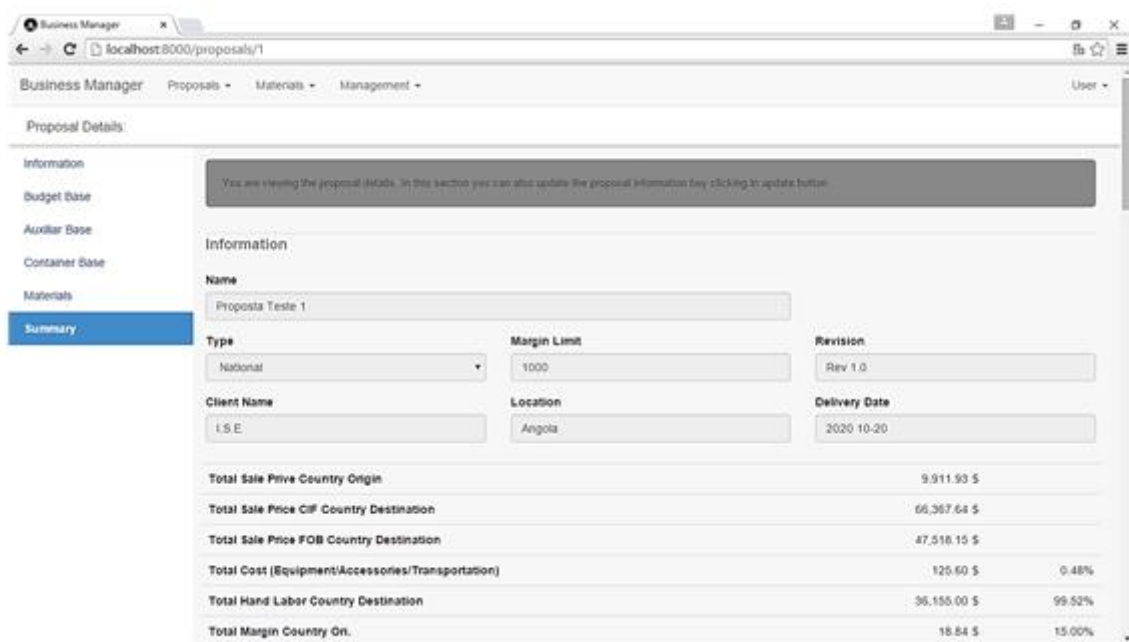 Business Manager
localhost:8000/proposals/1
Business Manager Proposals Materials Management User
Proposal Details:
Information
Budget Base
Auxiliar Base
Container Base
Materials
Summary
You are viewing the proposal details. In this section you can also update the proposal information bay clicking in update button.
Information
Name
Proposta Teste 1
Type Margin Limit Revision
National 1000 Rev 1.0
Client Name Location Delivery Date
I.S.E Angola 2020 10-20
Total Sale Prive Country Origin 9.911.93 $
Total Sale Price CIF Country Destination 66,367.64 $
Total Sale Price FOB Country Destination 47,518.15 $
Total Cost (Equipment/Accessories/Transportation) 125.60 $ 0.48%
Total Hand Labor Country Destination 36,155.00 $ 99.52%
Total Margin Country Ori. 18.84 $ 15.00%